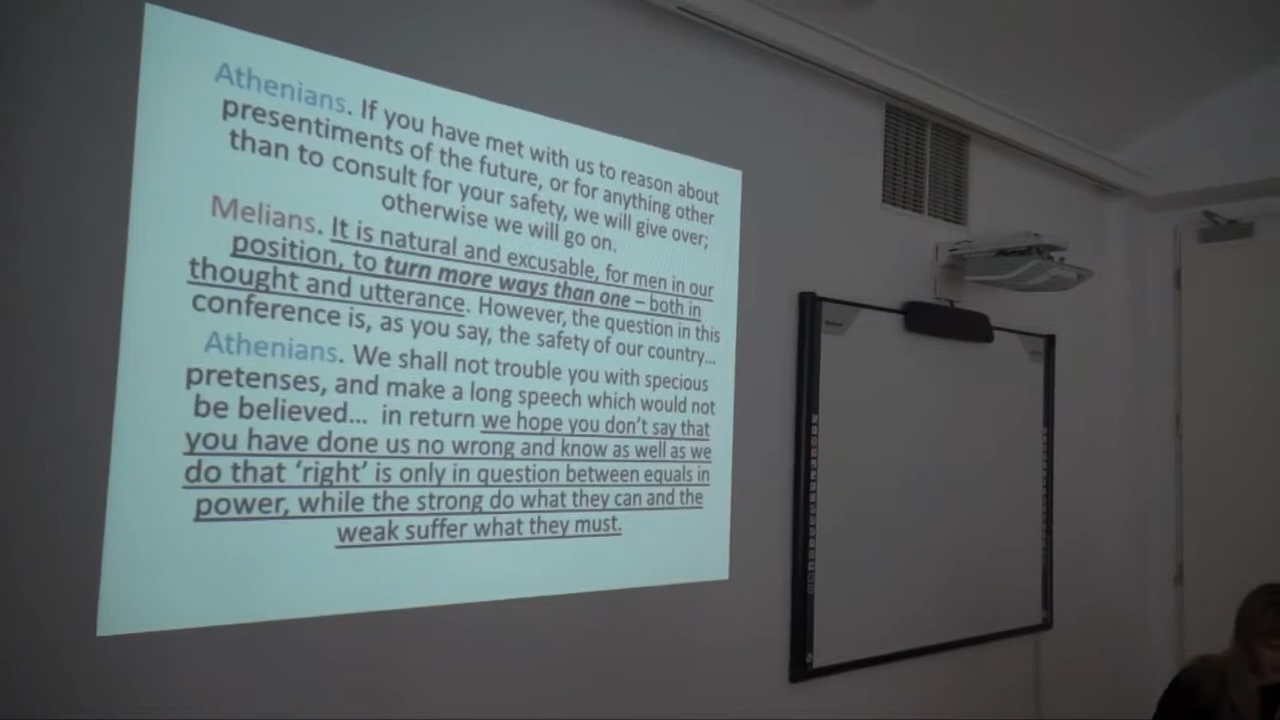 Athenians. If you have met with us to reason about
presentiments of the future, or for anything other
than to consult for your safety, we will give over;
otherwise we will go on.
Melians. It is natural and excusable, for men in our
position, to turn more ways than one – both in
thought and utterance. However, the question in this
conference is, as you say, the safety of our country...
Athenians. We shall not trouble you with specious
pretenses, and make a long speech which would not
be believed... in return we hope you don't say that
you have done us no wrong and know as well as we
do that ‘right’ is only in question between equals in
power, while the strong do what they can and the
weak suffer what they must.